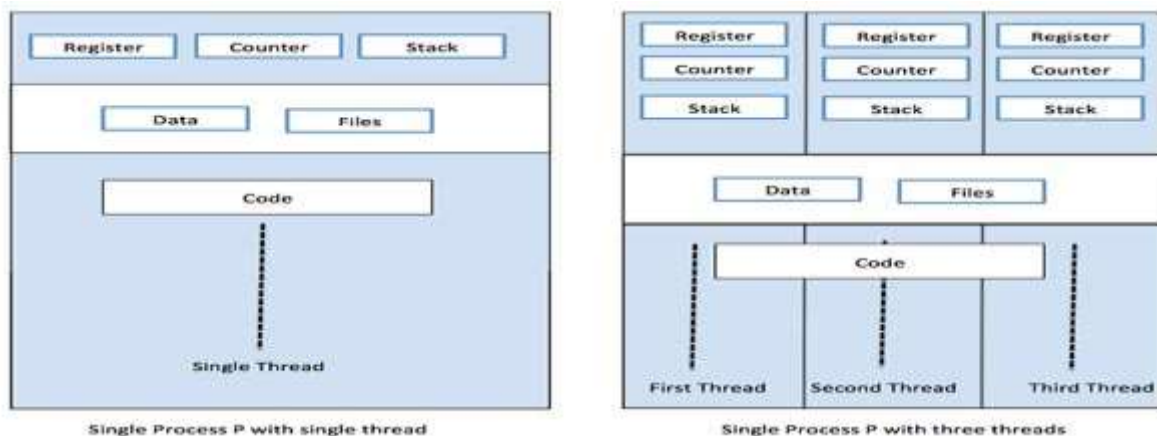 Register Counter Stack
Data Files
Code
Single Thread
Single Process P with single thread
Register Register Register
Counter Counter Counter
Stack Stack Stack
Data Files
Code
First Thread Second Thread Third Thread
Single Process P with three threads